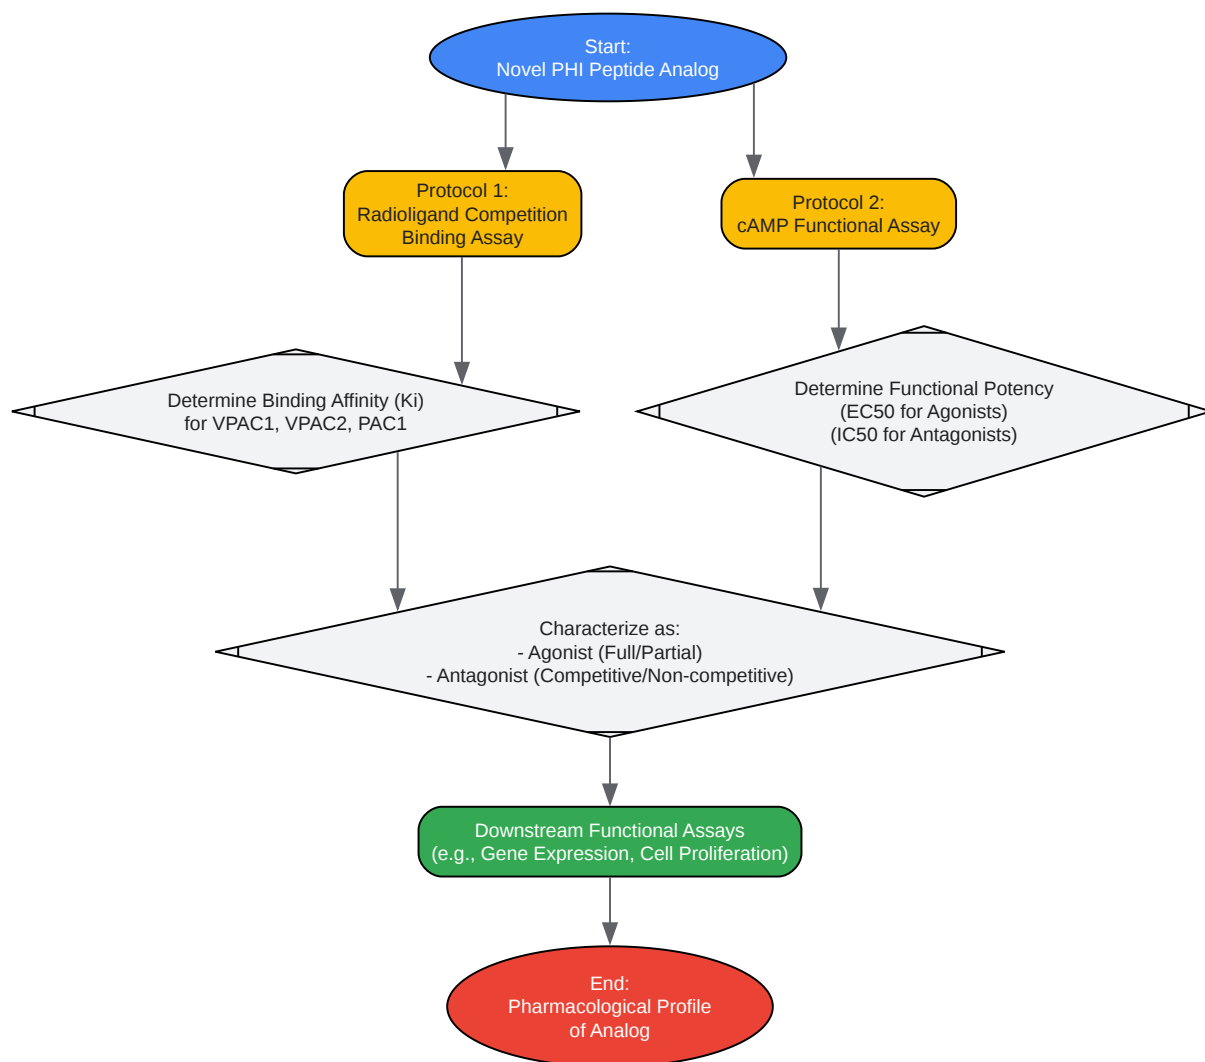 Start:
Novel PHI Peptide Analog
Protocol 1:
Radioligand Competition
Binding Assay
Protocol 2:
cAMP Functional Assay
Determine Binding Affinity (Ki)
for VPAC1, VPAC2, PAC1
Determine Functional Potency
(EC50 for Agonists)
(IC50 for Antagonists)
Characterize as:
- Agonist (Full/Partial)
- Antagonist (Competitive/Non-competitive)
Downstream Functional Assays
(e.g., Gene Expression, Cell Proliferation)
End:
Pharmacological Profile
of Analog